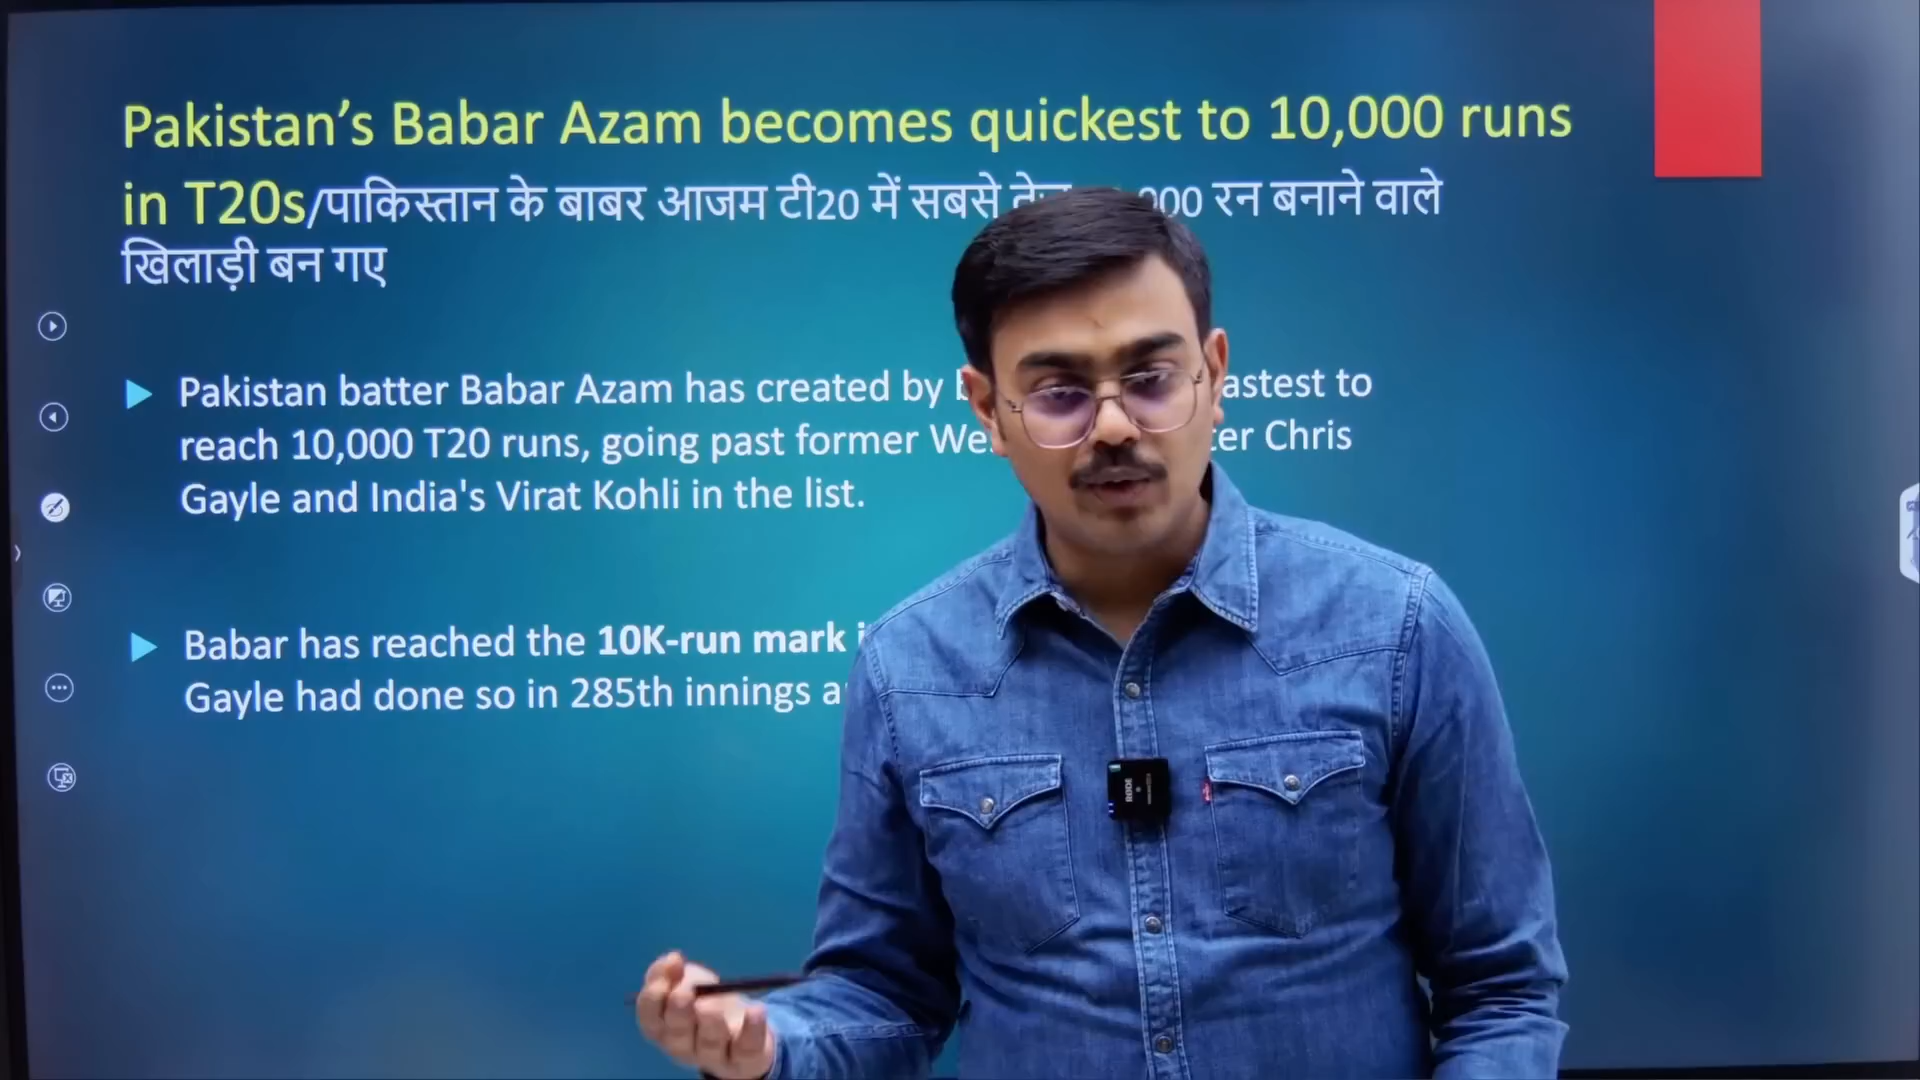 Pakistan’s Babar Azam becomes quickest to 10,000 runs
in T20s/पाकिस्तान के बाबर आजम टी20 में सबसे 000 रन बनाने वाले
खिलाड़ी बन गए
Pakistan batter Babar Azam has created by astest to
reach 10,000 T20 runs, going past former Chris
Gayle and India's Virat Kohli in the list.
Babar has reached the 10K-run mark
Gayle had done so in 285th innings
RØDE